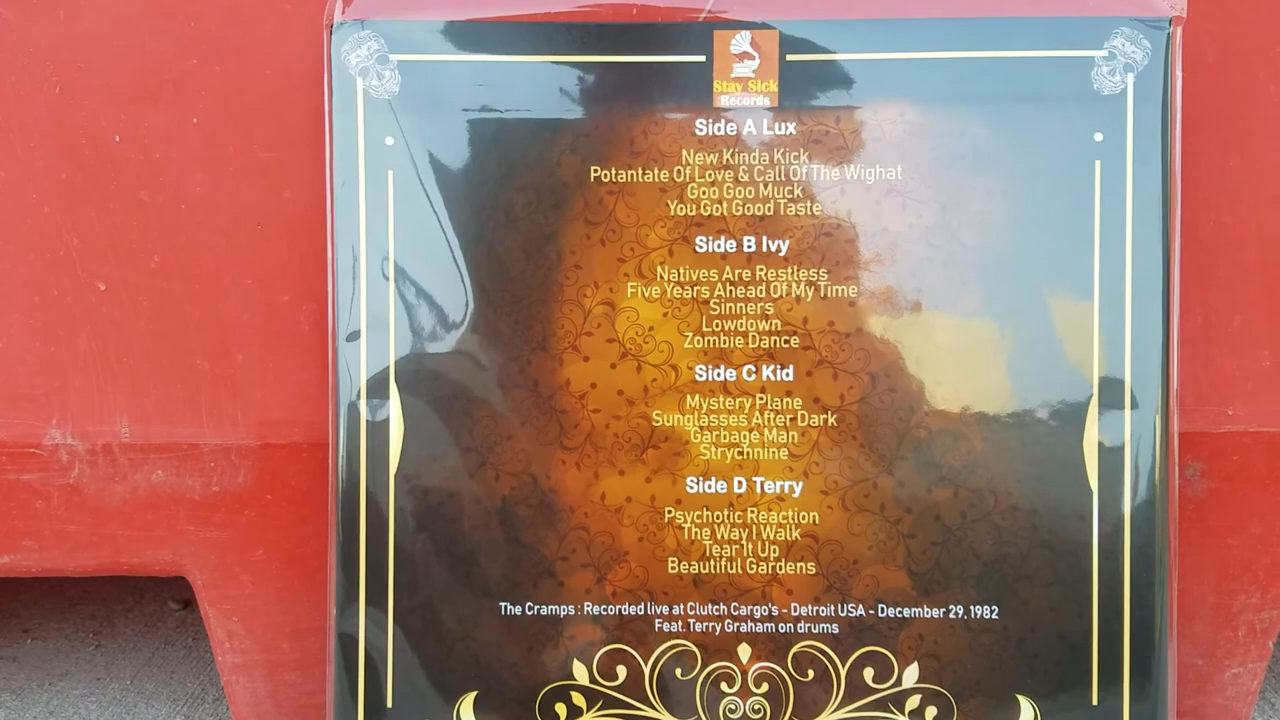 Stay Sick
Records
Side A Lux
New Kinda Kick
Potantate Of Love & Call Of The Wighat
Goo Goo Muck
You Got Good Taste
Side B Ivy
Natives Are Restless
Five Years Ahead Of My Time
Sinners
Lowdown
Zombie Dance
Side C Kid
Mystery Plane
Sunglasses After Dark
Garbage Man
Strychnine
Side D Terry
Psychotic Reaction
The Way I Walk
Tear It Up
Beautiful Gardens
The Cramps : Recorded live at Clutch Cargo's - Detroit USA - December 29, 1982
Feat. Terry Graham on drums